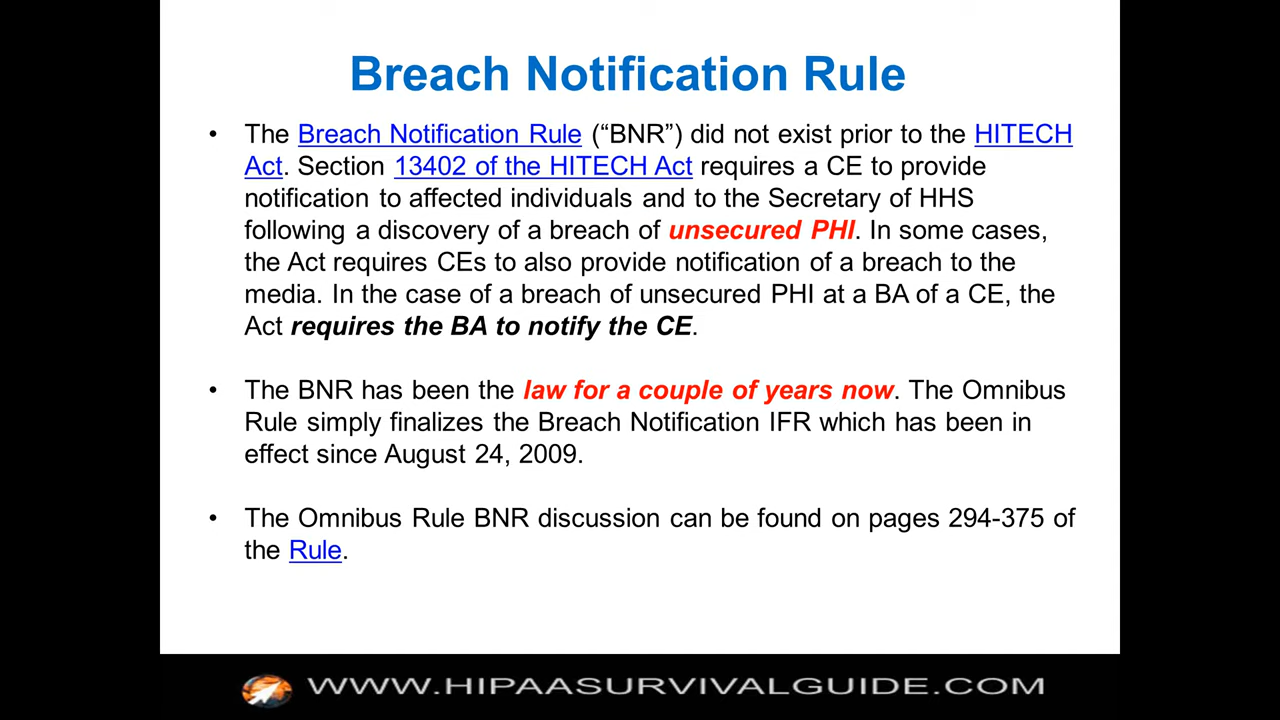 Breach Notification Rule
• The Breach Notification Rule (“BNR”) did not exist prior to the HITECH
Act. Section 13402 of the HITECH Act requires a CE to provide
notification to affected individuals and to the Secretary of HHS
following a discovery of a breach of unsecured PHI. In some cases,
the Act requires CEs to also provide notification of a breach to the
media. In the case of a breach of unsecured PHI at a BA of a CE, the
Act requires the BA to notify the CE.
• The BNR has been the law for a couple of years now. The Omnibus
Rule simply finalizes the Breach Notification IFR which has been in
effect since August 24, 2009.
• The Omnibus Rule BNR discussion can be found on pages 294-375 of
the Rule.
WWW.HIPAASURVIVALGUIDE.COM